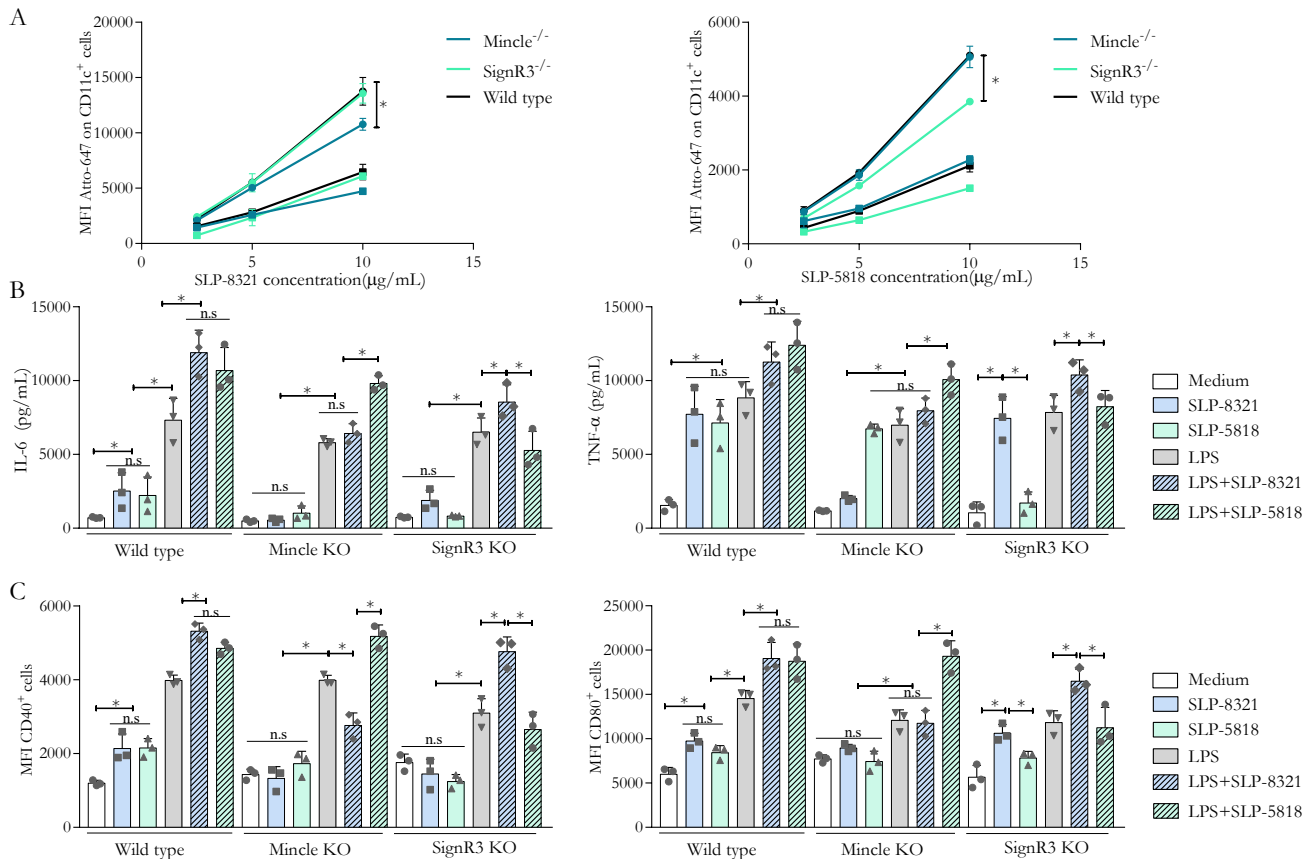 A
MFI Atto-647 on CD11c+ cells
20000
15000
10000
5000
0
0
5
10
15
SLP-8321 concentration(μg/mL)
*
Mincle-/-
SignR3-/-
Wild type
MFI Atto-647 on CD11c+ cells
6000
4000
2000
0
0
5
10
15
SLP-5818 concentration(μg/mL)
*
Mincle-/-
SignR3-/-
Wild type
B
IL-6 (pg/mL)
15000
10000
5000
0
* n.s * * n.s
n.s * n.s *
n.s * * *
Wild type
Mincle KO
SignR3 KO
TNF-α (pg/mL)
15000
10000
5000
0
* n.s * n.s
* n.s *
* * * *
Wild type
Mincle KO
SignR3 KO
Medium
SLP-8321
SLP-5818
LPS
LPS+SLP-8321
LPS+SLP-5818
C
MFI CD40+ cells
6000
4000
2000
0
* n.s * n.s
n.s * * *
n.s * * *
Wild type
Mincle KO
SignR3 KO
MFI CD80+ cells
25000
20000
15000
10000
5000
0
* n.s * * n.s
n.s * n.s *
* * * *
Wild type
Mincle KO
SignR3 KO
Medium
SLP-8321
SLP-5818
LPS
LPS+SLP-8321
LPS+SLP-5818